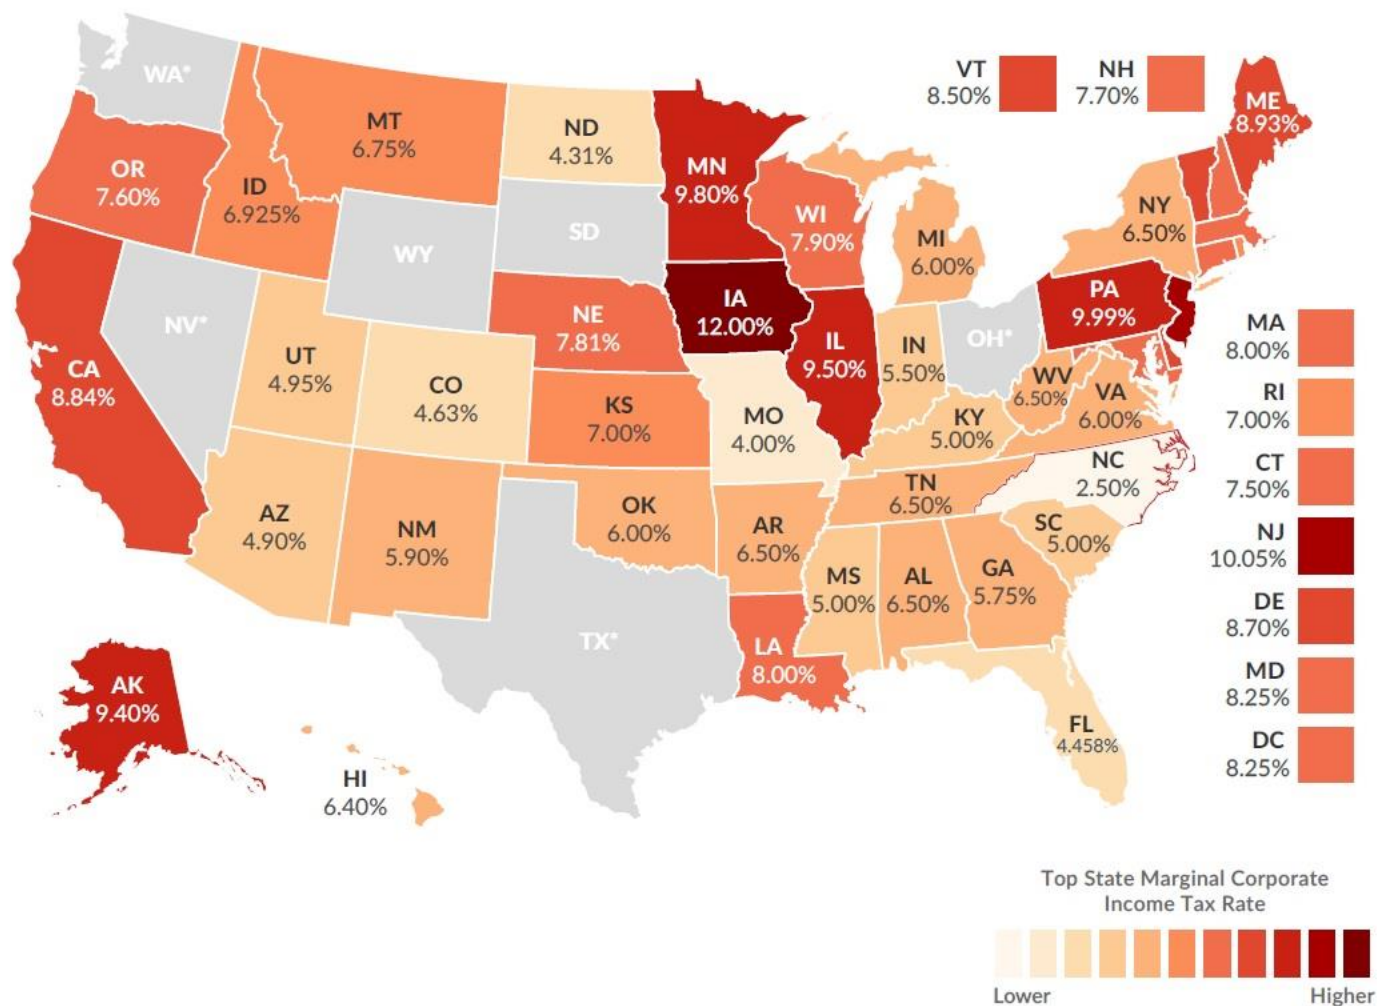 VT
8.50%
NH
7.70%
ME
8.93%
WA*
MT
6.75%
ND
4.31%
MN
9.80%
OR
7.60%
ID
6.925%
WI
7.90%
NY
6.50%
SD
MI
6.00%
WY
PA
9.99%
IA
12.00%
NE
7.81%
NV*
OH*
MA
8.00%
IL
9.50%
IN
5.50%
UT
4.95%
CA
8.84%
CO
4.63%
WV
6.50%
VA
6.00%
RI
7.00%
KS
7.00%
MO
4.00%
KY
5.00%
NC
2.50%
CT
7.50%
TN
6.50%
AZ
4.90%
NM
5.90%
OK
6.00%
AR
6.50%
SC
5.00%
NJ
10.05%
MS
5.00%
AL
6.50%
GA
5.75%
DE
8.70%
TX*
LA
8.00%
MD
8.25%
AK
9.40%
FL
4.458%
DC
8.25%
HI
6.40%
Top State Marginal Corporate
Income Tax Rate
Lower
Higher